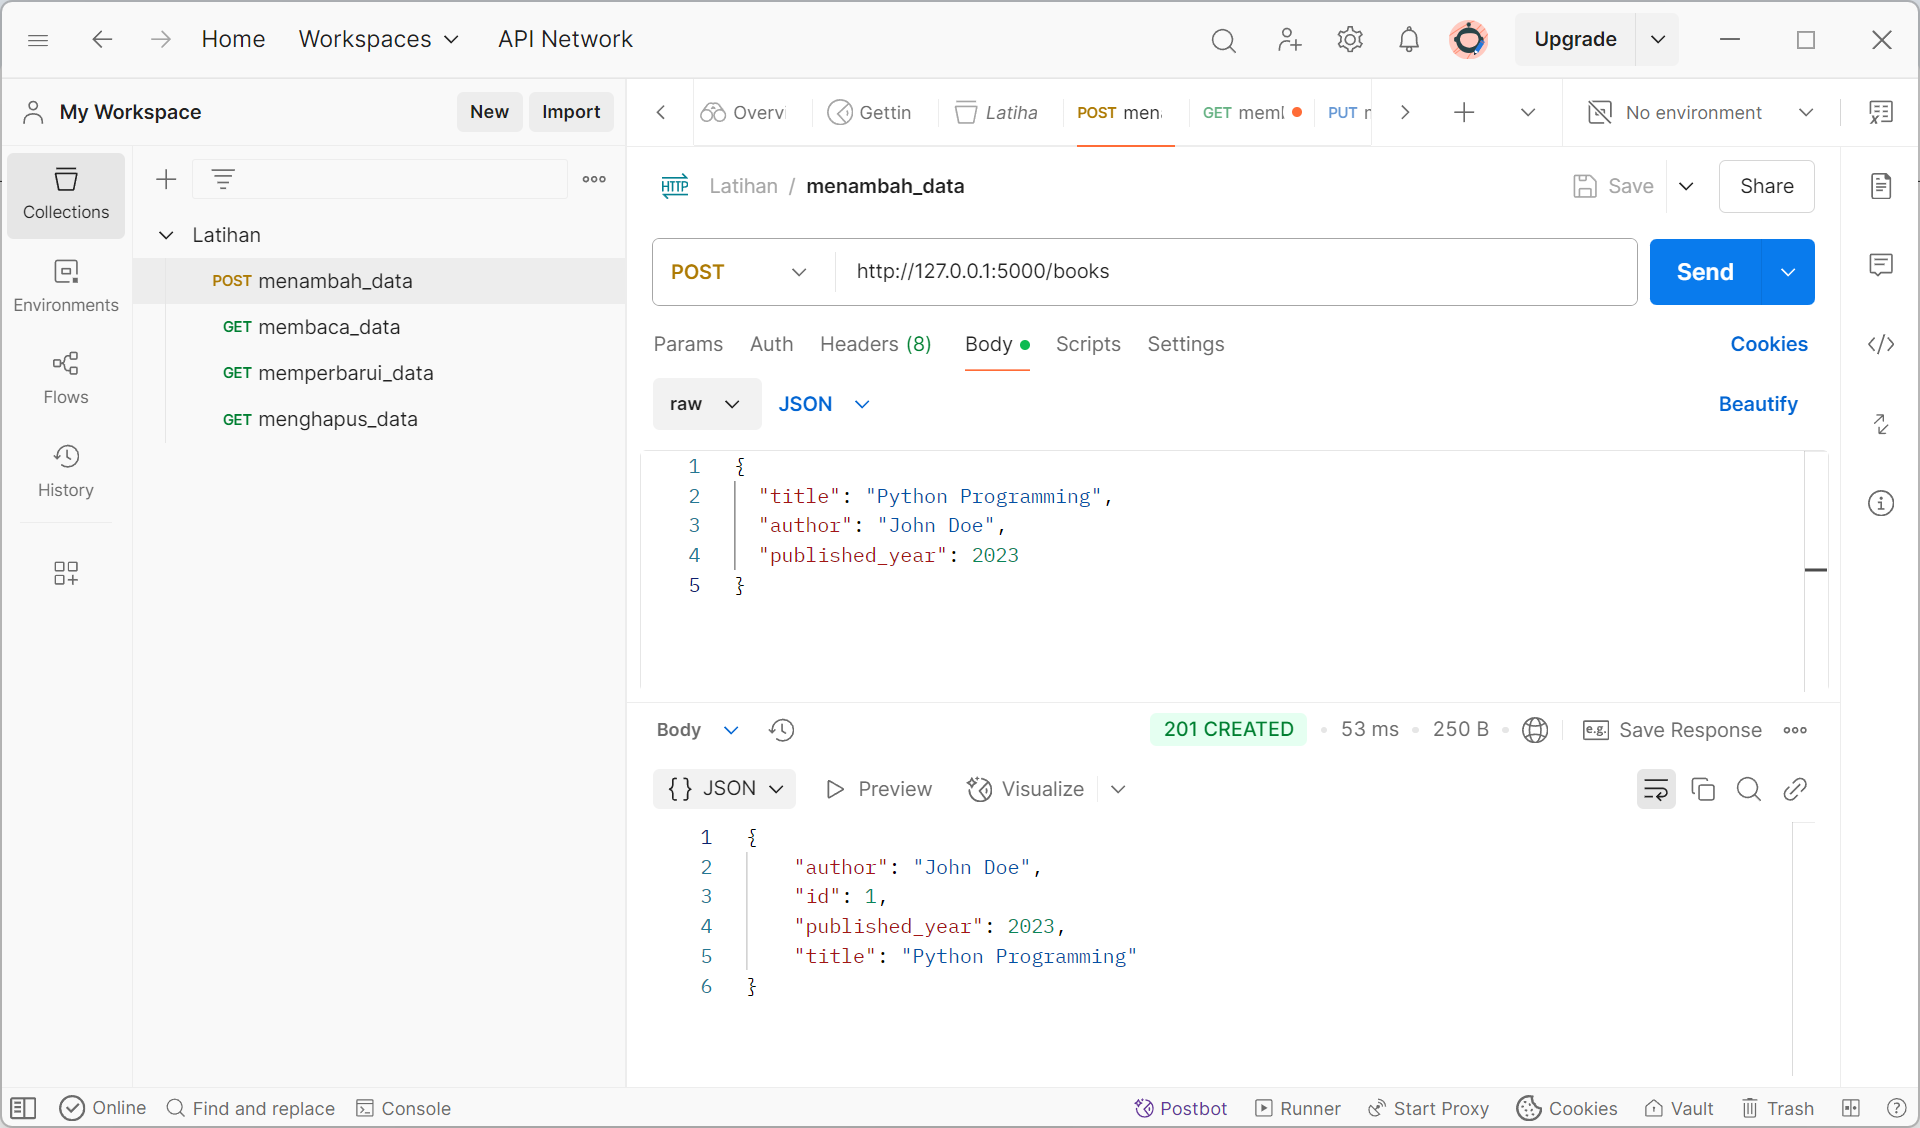 Home Workspaces API Network Upgrade
My Workspace New Import
Overvi Gettin Latiha POST men GET meml PUT No environment
Collections
Environments
Flows
History
Latihan
POST menambah_data
GET membaca_data
GET memperbarui_data
GET menghapus_data
HTTP Latihan / menambah_data Save Share
POST http://127.0.0.1:5000/books Send
Params Auth Headers (8) Body Scripts Settings Cookies
raw JSON Beautify
1 {
2 "title": "Python Programming",
3 "author": "John Doe",
4 "published_year": 2023
5 }
Body 201 CREATED • 53 ms • 250 B • e.g. Save Response
{} JSON Preview Visualize
1 {
2 "author": "John Doe",
3 "id": 1,
4 "published_year": 2023,
5 "title": "Python Programming"
6 }
Online Find and replace Console Postbot Runner Start Proxy Cookies Vault Trash